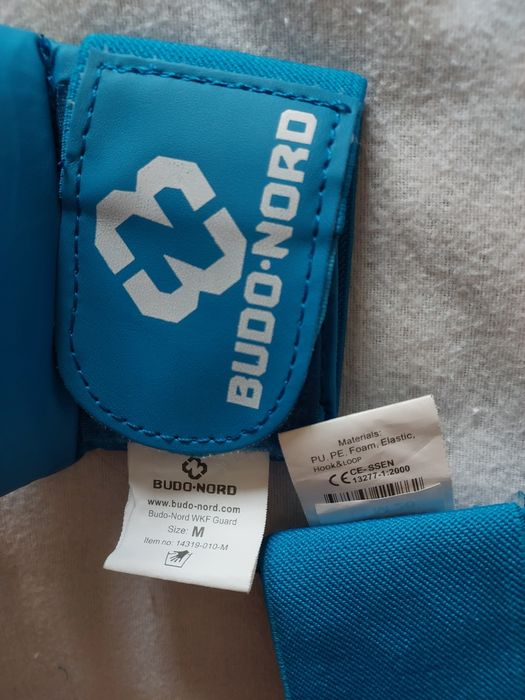 BUDO·NORD
BUDO·NORD
www.budo-nord.com
Budo-Nord WKF Guard
Size: M
Item no: 14319-010-M
Materials:
PU, PE, Foam, Elastic,
Hook&LOOP
CE CE-SSEN
13277-1:2000